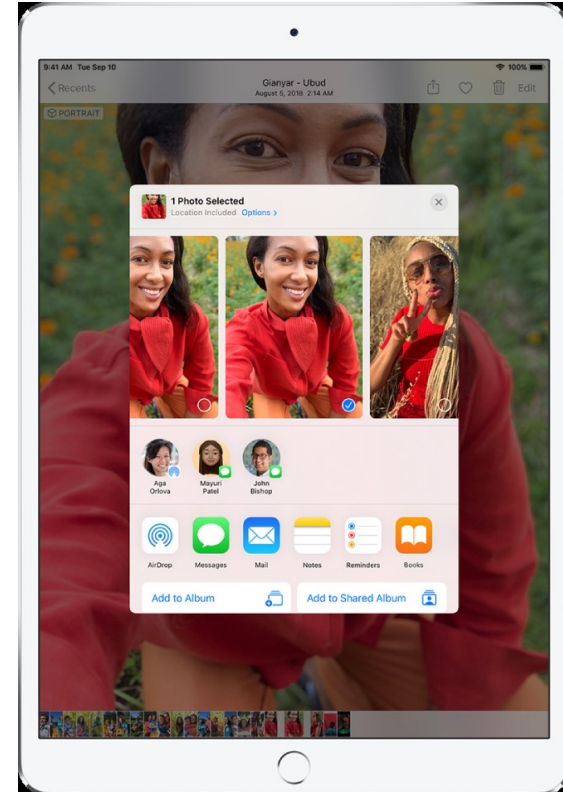 9:41 AM Tue Sep 10
100%
Recents
Gianyar - Ubud
August 5, 2018 2:14 AM
Edit
PORTRAIT
1 Photo Selected
Location Included Options >
Aga
Orlova
Mayuri
Patel
John
Bishop
AirDrop
Messages
Mail
Notes
Reminders
Books
Add to Album
Add to Shared Album